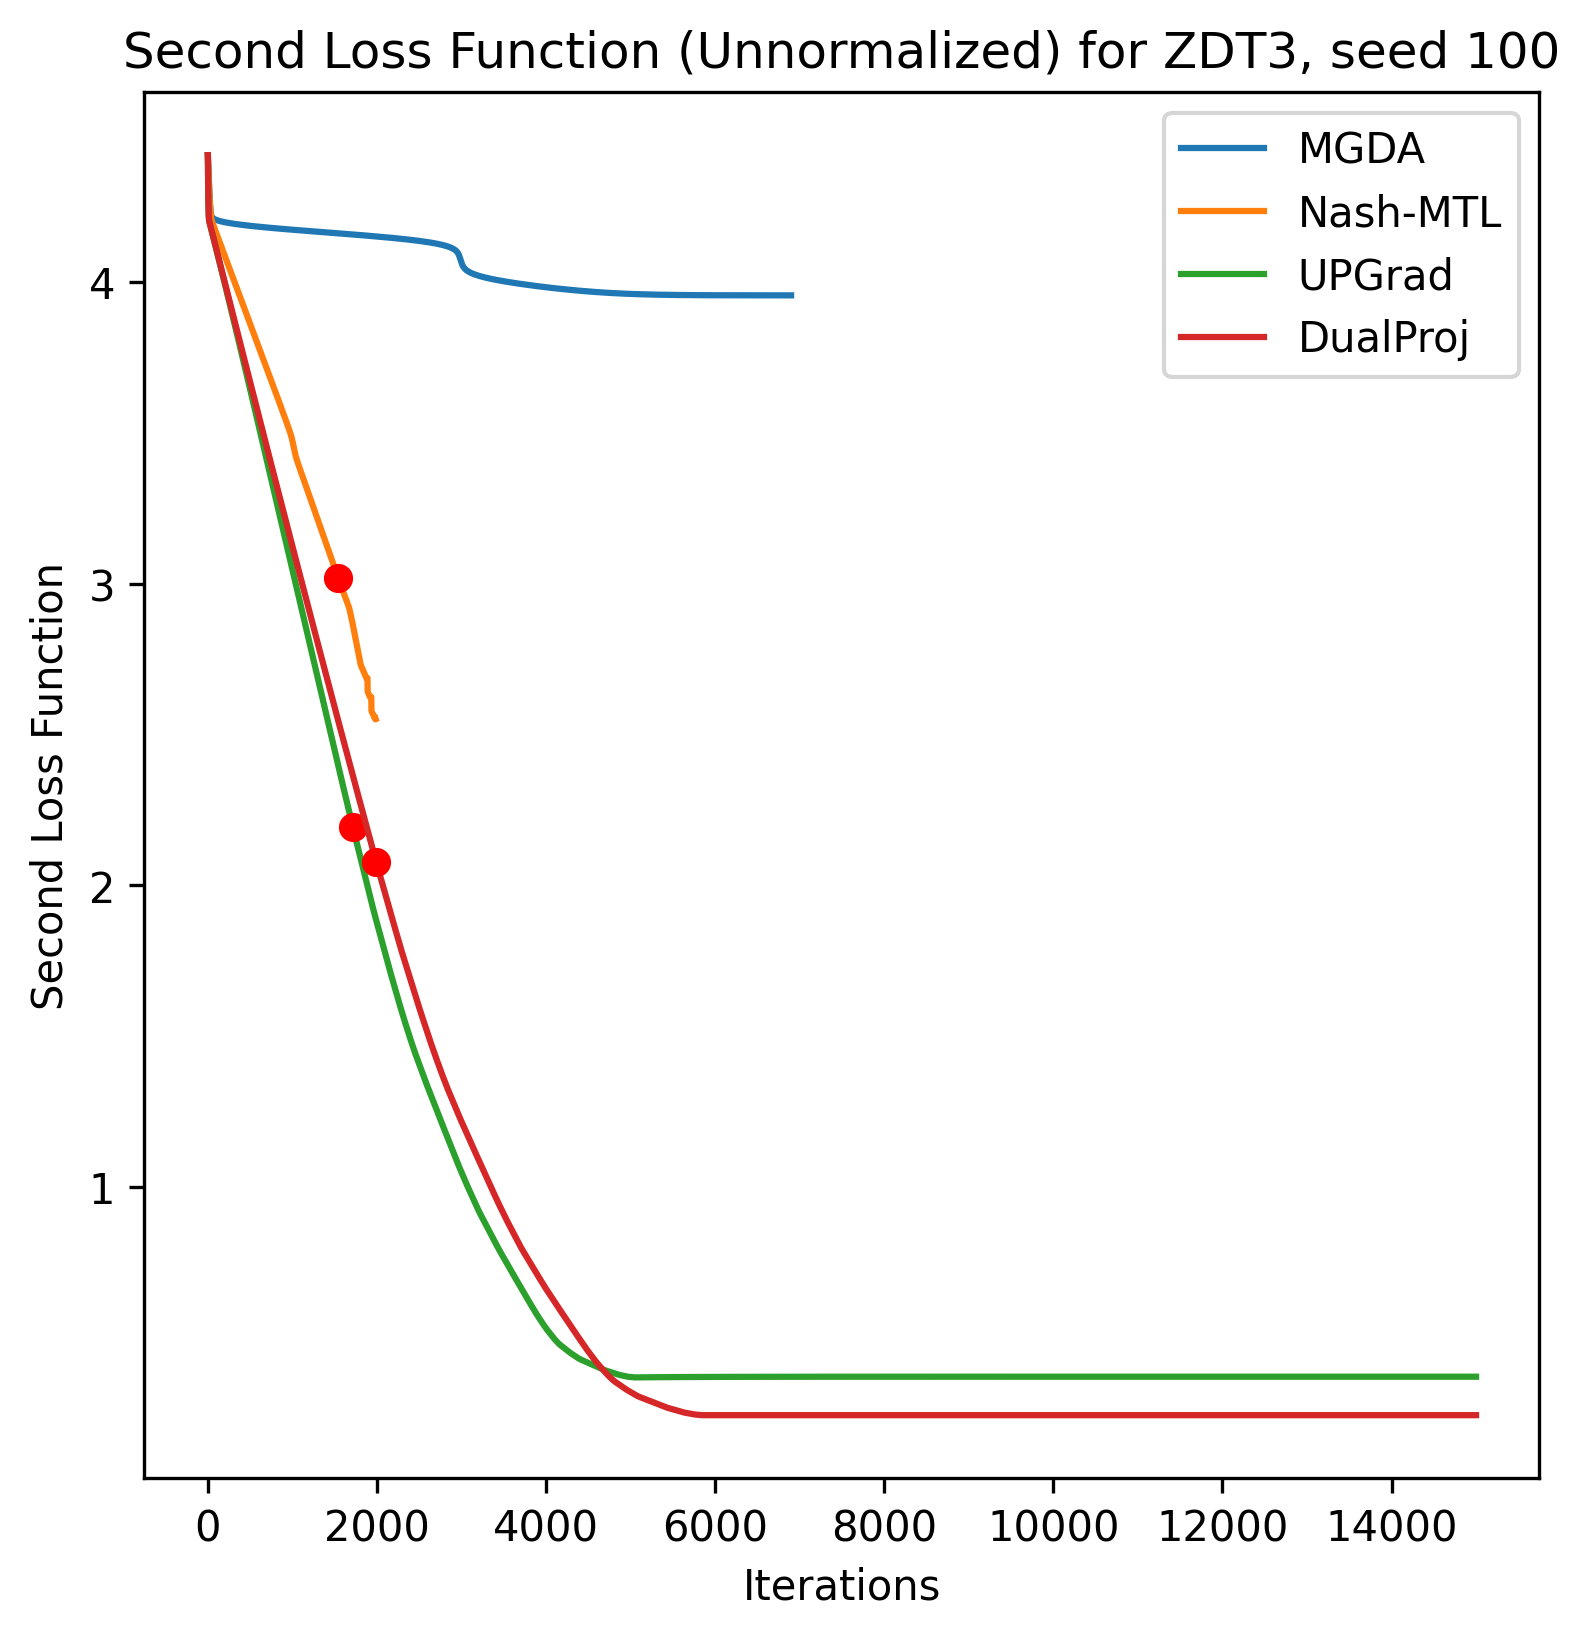 Second Loss Function (Unnormalized) for ZDT3, seed 100
MGDA
Nash-MTL
UPGrad
DualProj
Second Loss Function
4
3
2
1
0 2000 4000 6000 8000 10000 12000 14000
Iterations